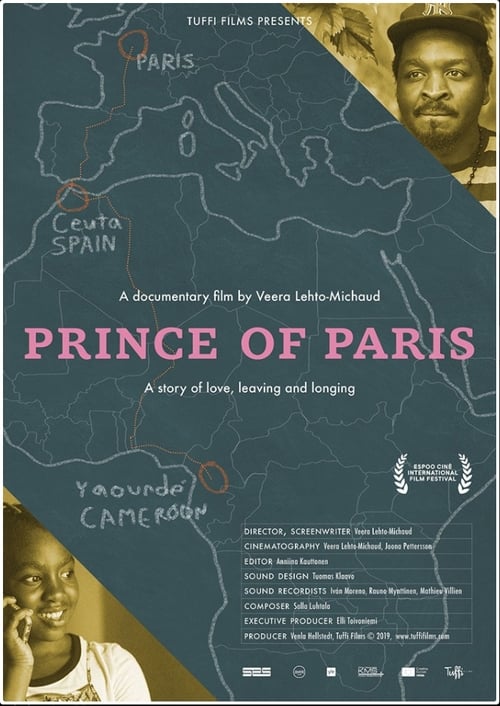 TUFFI FILMS PRESENTS
PARIS
Ceuta
SPAIN
A documentary film by Veera Lehto-Michaud
PRINCE OF PARIS
A story of love, leaving and longing
ESPOO CINÉ
INTERNATIONAL
FILM FESTIVAL
Yaoundé
CAMEROON
DIRECTOR, SCREENWRITER Veera Lehto-Michaud
CINEMATOGRAPHY Veera Lehto-Michaud, Joona Pettersson
EDITOR Anniina Kauttonen
SOUND DESIGN Tuomas Klaavo
SOUND RECORDISTS Iván Moreno, Rauno Mynttinen, Mathieu Villien
COMPOSER Salla Luhtala
EXECUTIVE PRODUCER Elli Toivoniemi
PRODUCER Venla Hellstedt, Tuffi Films © 2019, www.tuffifilms.com
yle
Tuffi